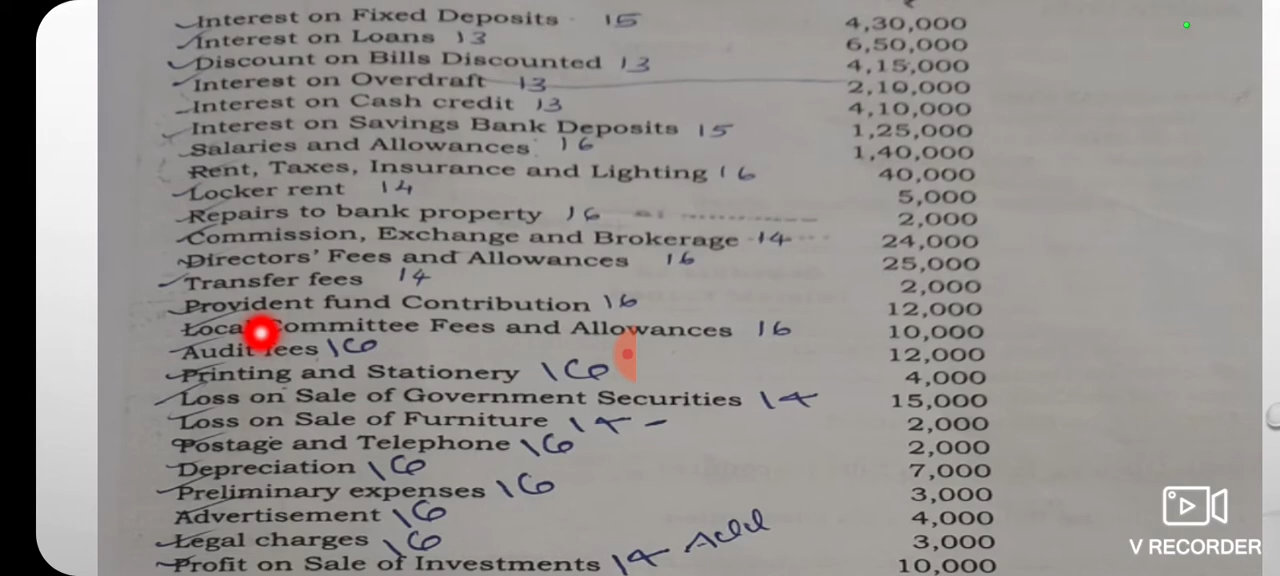 Interest on Fixed Deposits 15 4,30,000
Interest on Loans 13 6,50,000
Discount on Bills Discounted 13 4,15,000
Interest on Overdraft 13 2,10,000
Interest on Cash credit 13 4,10,000
Interest on Savings Bank Deposits 15 1,25,000
Salaries and Allowances 16 1,40,000
Rent, Taxes, Insurance and Lighting 16 40,000
Locker rent 14 5,000
Repairs to bank property 16 2,000
Commission, Exchange and Brokerage 14 24,000
Directors' Fees and Allowances 16 25,000
Transfer fees 14 2,000
Provident fund Contribution 16 12,000
Local Committee Fees and Allowances 16 10,000
Audit fees 16 12,000
Printing and Stationery 16 4,000
Loss on Sale of Government Securities 14 15,000
Loss on Sale of Furniture 14 - 2,000
Postage and Telephone 16 2,000
Depreciation 16 7,000
Preliminary expenses 16 3,000
Advertisement 16 4,000
Legal charges 16 3,000
Profit on Sale of Investments 14 Add 10,000
V RECORDER